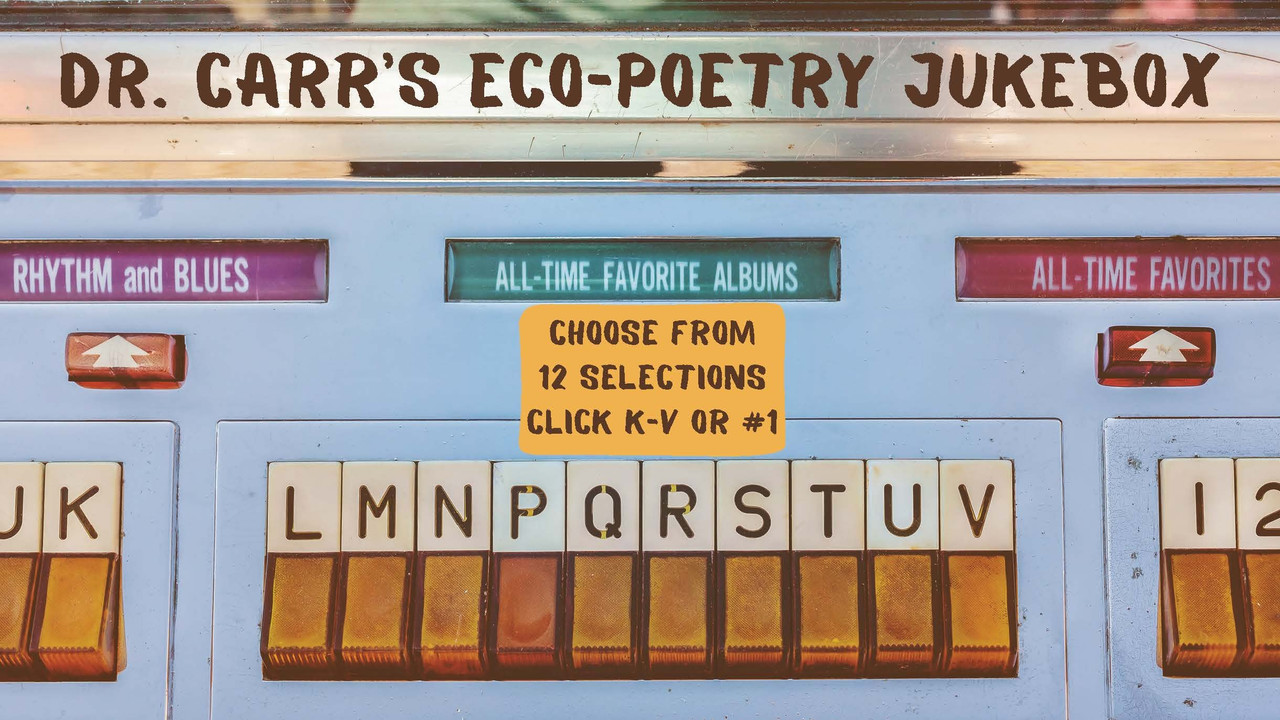 DR. CARR'S ECO-POETRY JUKEBOX
RHYTHM and BLUES
ALL-TIME FAVORITE ALBUMS
ALL-TIME FAVORITES
CHOOSE FROM
12 SELECTIONS
CLICK K-V OR #1
J K L M N P Q R S T U V 1 2